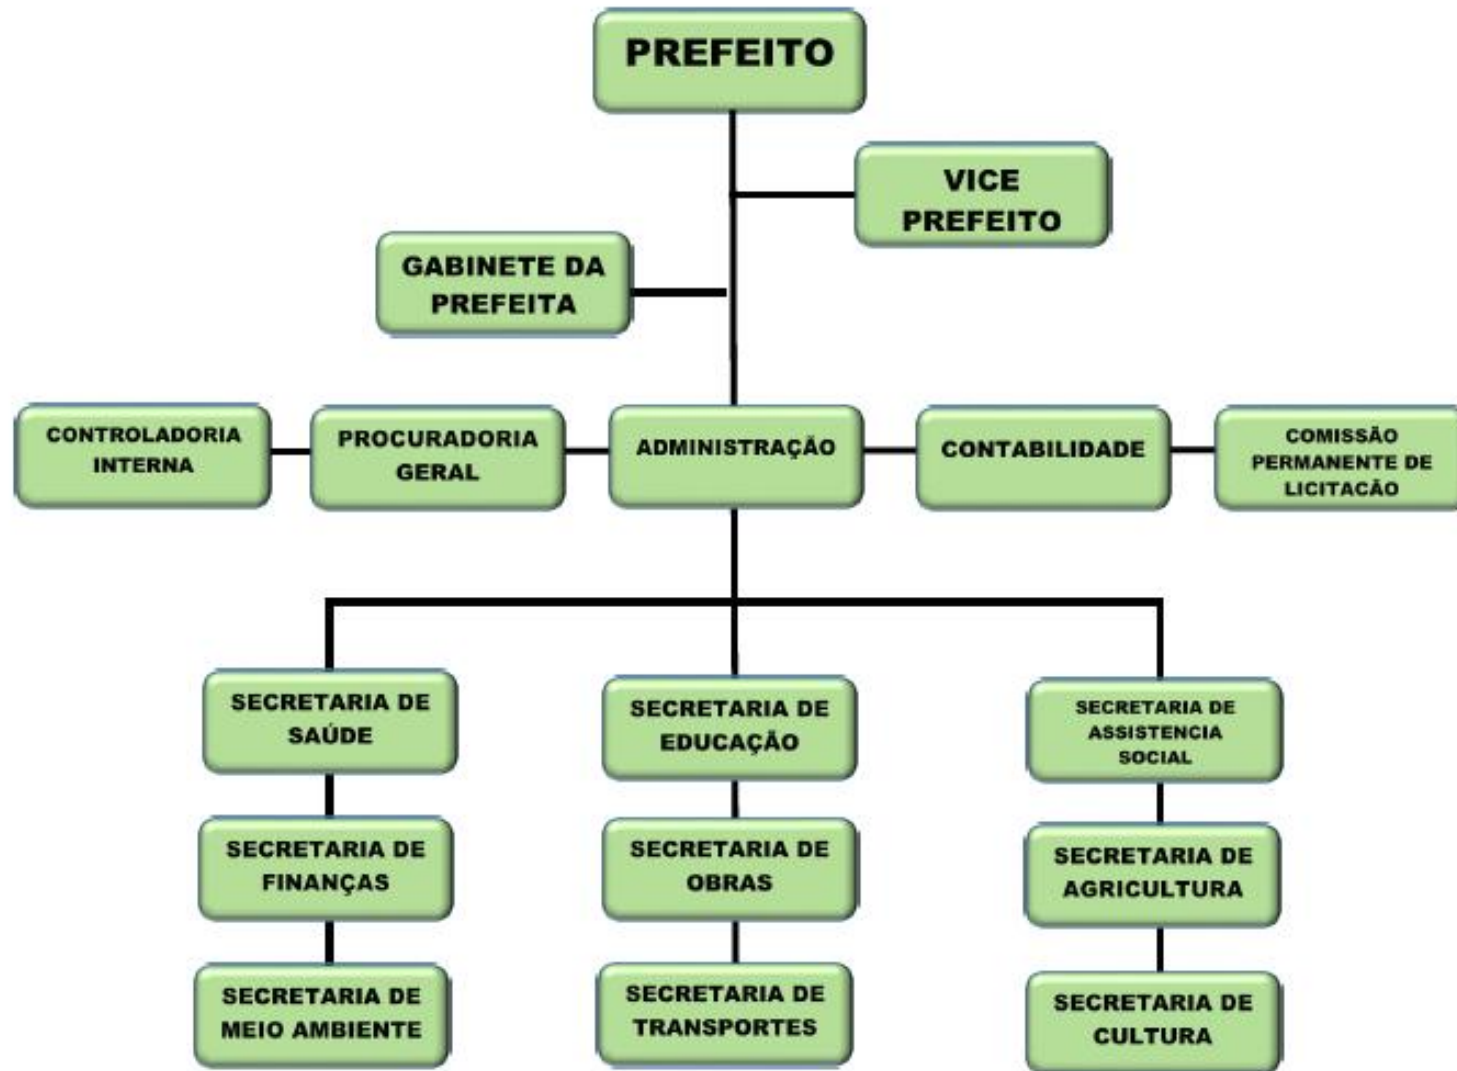 PREFEITO
VICE
PREFEITO
GABINETE DA
PREFEITA
CONTROLADORIA
INTERNA
PROCURADORIA
GERAL
ADMINISTRAÇÃO
CONTABILIDADE
COMISSÃO
PERMANENTE DE
LICITACÃO
SECRETARIA DE
SAÚDE
SECRETARIA DE
EDUCAÇÃO
SECRETARIA DE
ASSISTENCIA
SOCIAL
SECRETARIA DE
FINANÇAS
SECRETARIA DE
OBRAS
SECRETARIA DE
AGRICULTURA
SECRETARIA DE
MEIO AMBIENTE
SECRETARIA DE
TRANSPORTES
SECRETARIA DE
CULTURA